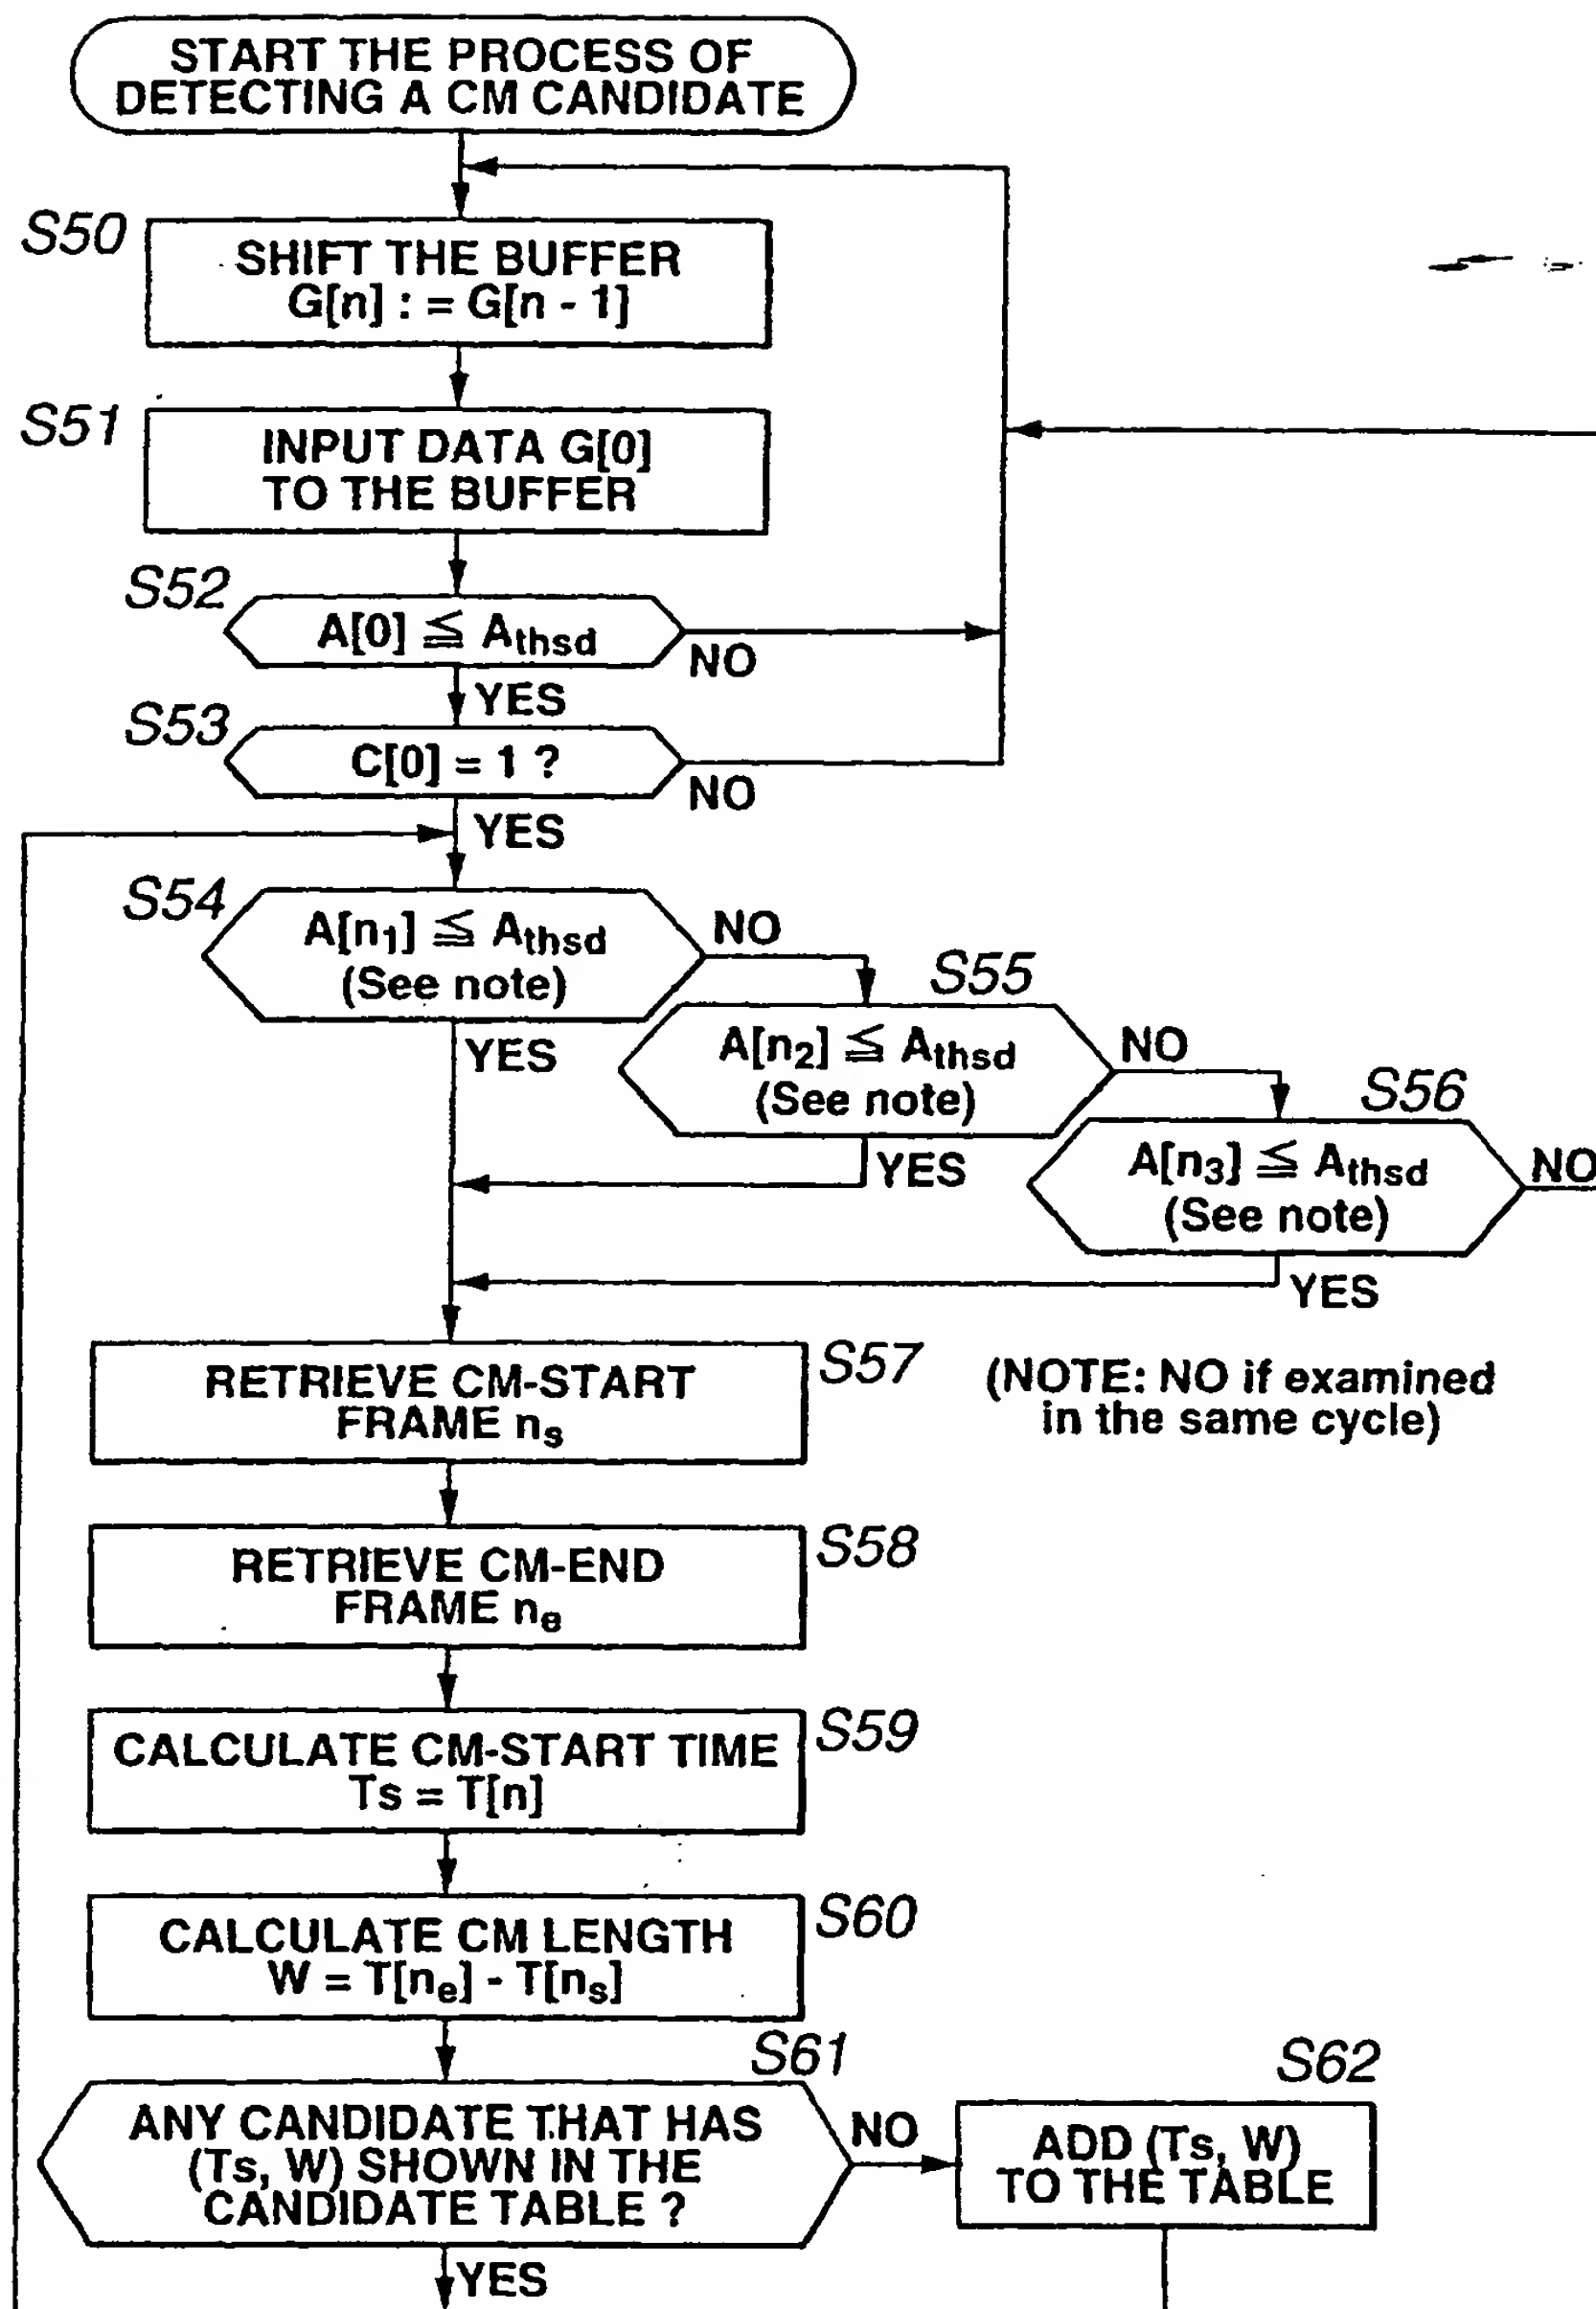 START THE PROCESS OF
DETECTING A CM CANDIDATE
S50
SHIFT THE BUFFER
G[n] : = G[n - 1]
S51
INPUT DATA G[0]
TO THE BUFFER
S52
A[0] ≦ Athsd
NO
YES
S53
C[0] = 1 ?
NO
YES
S54
A[n1] ≦ Athsd
(See note)
NO
YES
S55
A[n2] ≦ Athsd
(See note)
NO
YES
S56
A[n3] ≦ Athsd
(See note)
NO
YES
S57
RETRIEVE CM-START
FRAME ns
(NOTE: NO if examined
in the same cycle)
S58
RETRIEVE CM-END
FRAME ne
S59
CALCULATE CM-START TIME
Ts = T[n]
S60
CALCULATE CM LENGTH
W = T[ne] - T[ns]
S61
ANY CANDIDATE THAT HAS
(Ts, W) SHOWN IN THE
CANDIDATE TABLE ?
NO
YES
S62
ADD (Ts, W)
TO THE TABLE